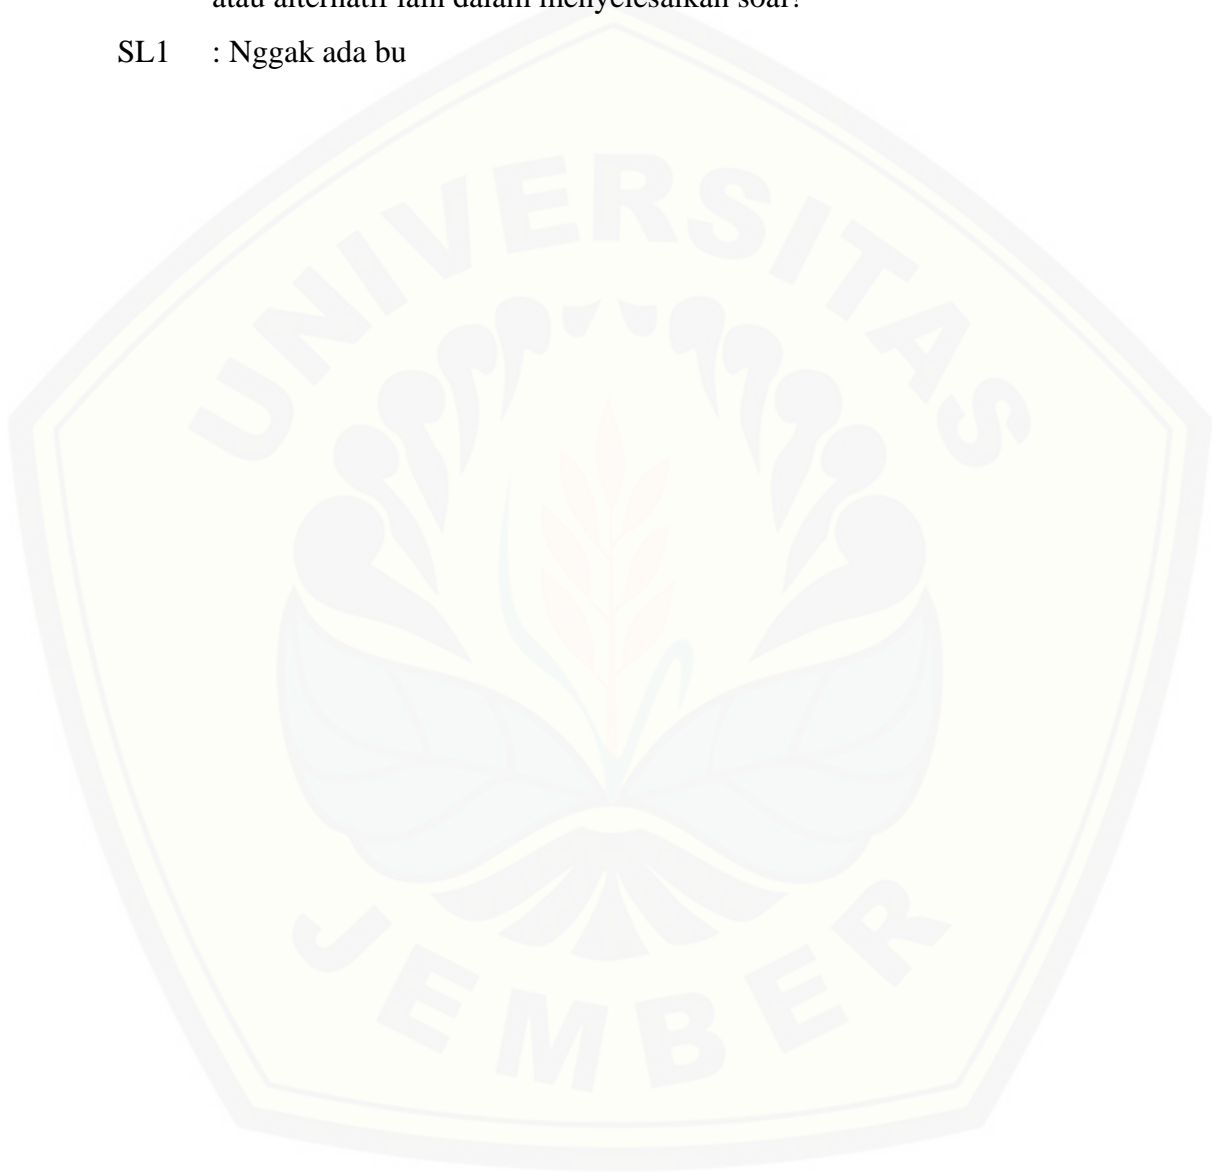 atau alternatif lain dalam menyelesaikan soal?
SL1 : Nggak ada bu
UNIVERSITAS
JEMBER